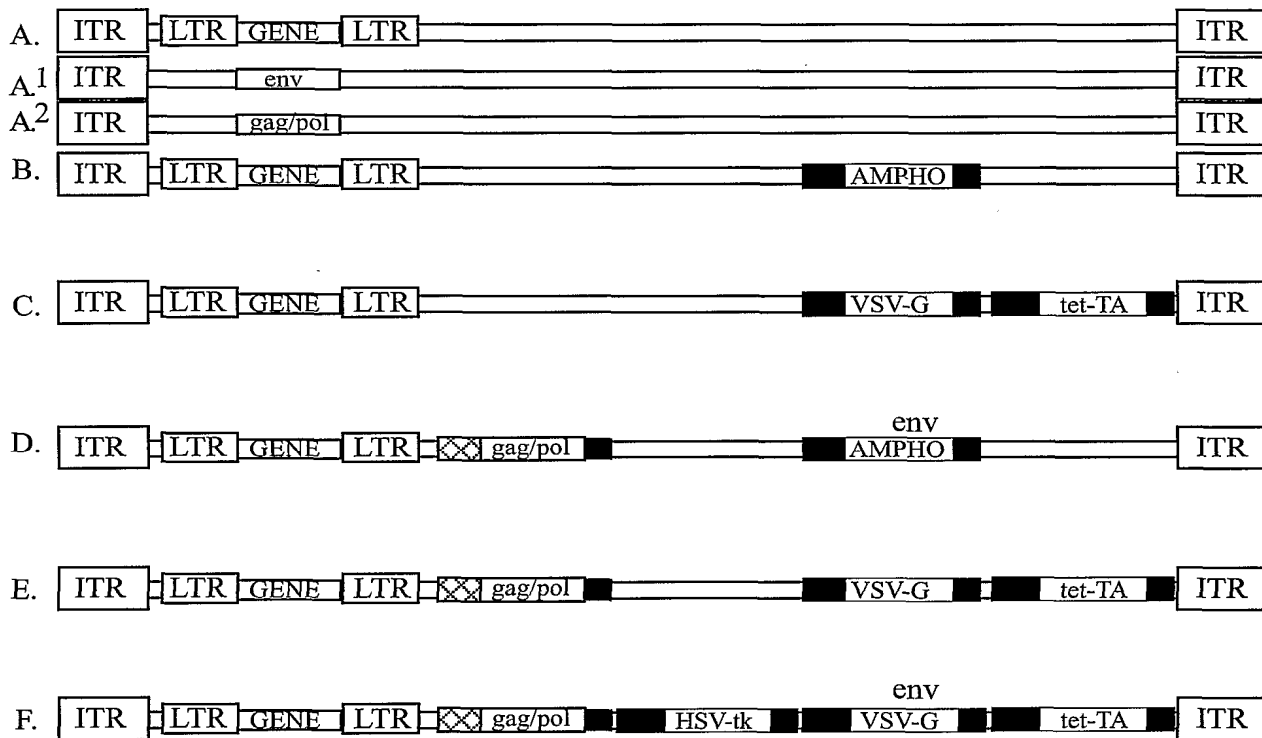 A. ITR LTR GENE LTR ITR
A.1 ITR env ITR
A.2 ITR gag/pol ITR
B. ITR LTR GENE LTR AMPHO ITR
C. ITR LTR GENE LTR VSV-G tet-TA ITR
env
D. ITR LTR GENE LTR gag/pol AMPHO ITR
E. ITR LTR GENE LTR gag/pol VSV-G tet-TA ITR
env
F. ITR LTR GENE LTR gag/pol HSV-tk VSV-G tet-TA ITR